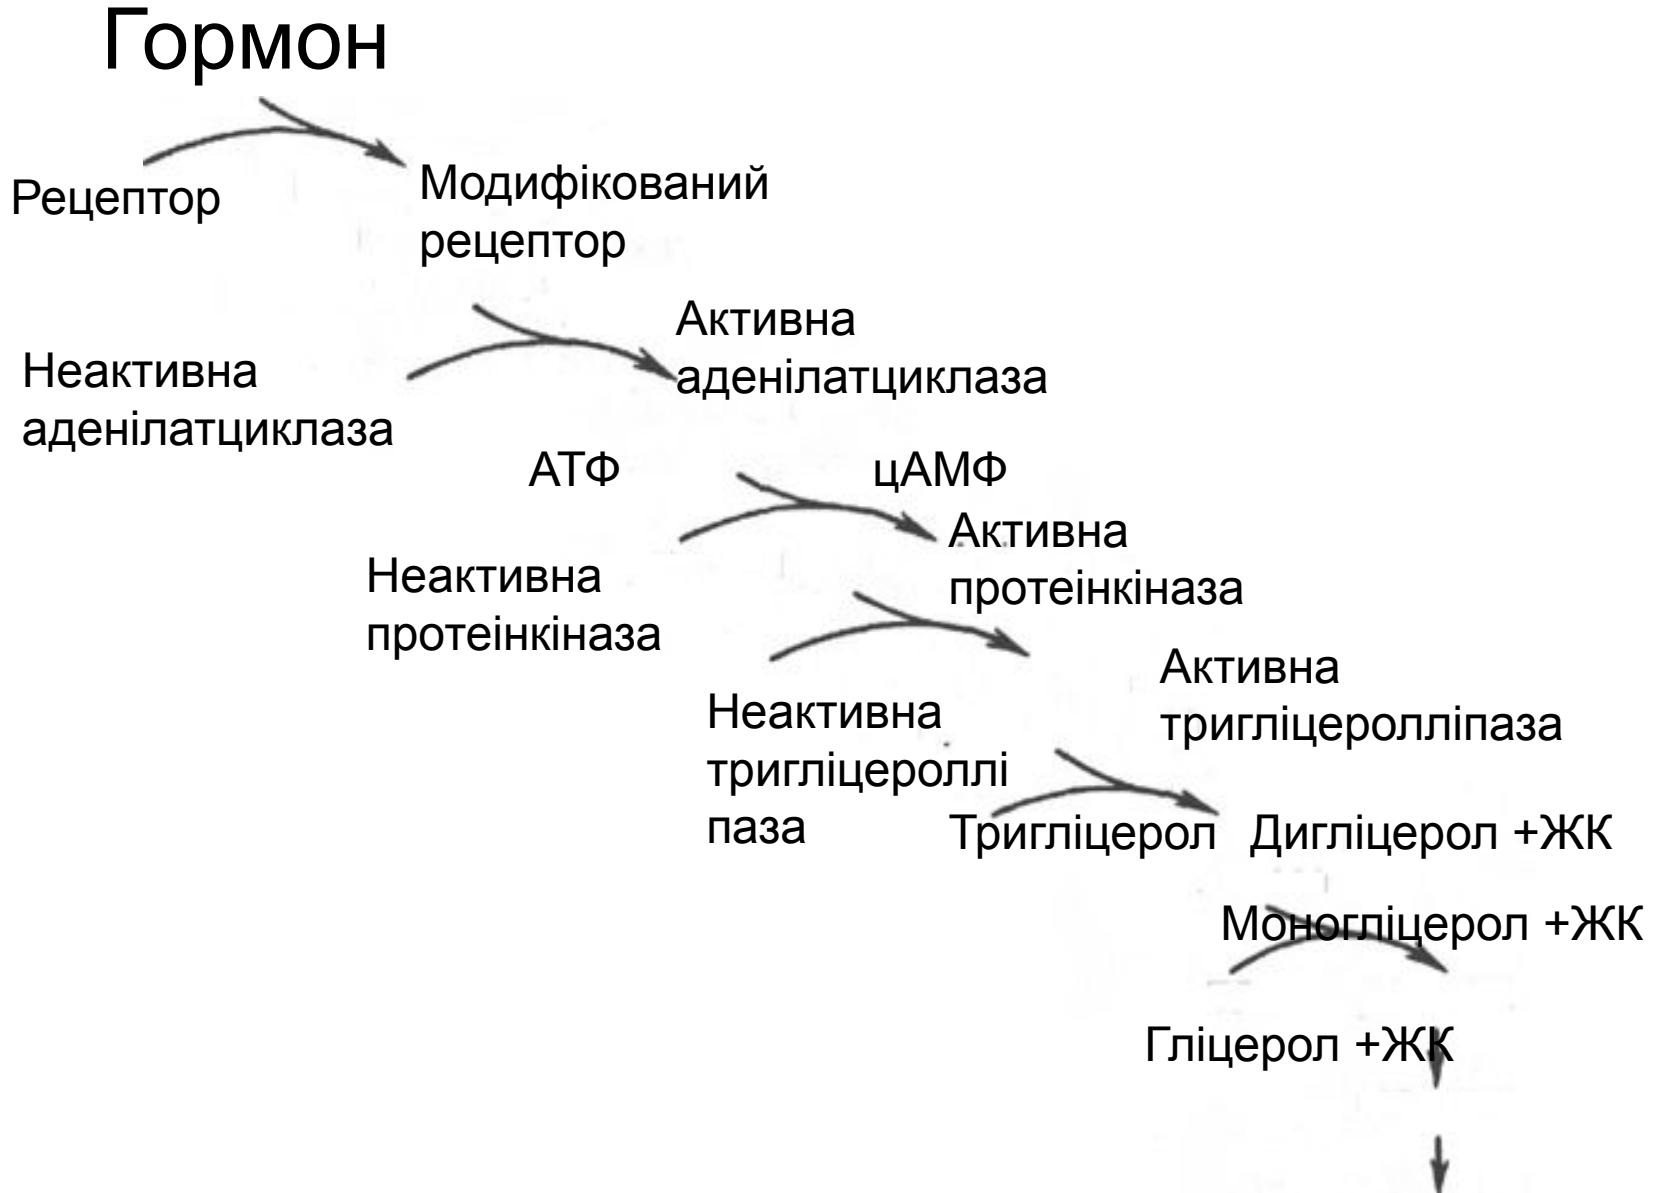 Гормон
Рецептор
Модифікований
рецептор
Неактивна
аденілатциклаза
Активна
аденілатциклаза
АТФ
цАМФ
Неактивна
протеінкіназа
Активна
протеінкіназа
Неактивна
тригліцероллі
паза
Активна
тригліцеролліпаза
Тригліцерол
Дигліцерол +ЖК
Моногліцерол +ЖК
Гліцерол +ЖК